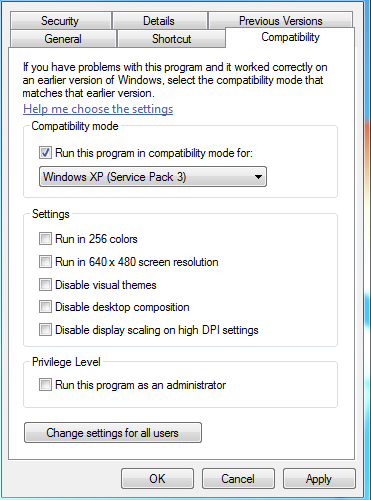 Security Details Previous Versions
General Shortcut Compatibility
If you have problems with this program and it worked correctly on
an earlier version of Windows, select the compatibility mode that
matches that earlier version.
Help me choose the settings
Compatibility mode
Run this program in compatibility mode for:
Windows XP (Service Pack 3)
Settings
Run in 256 colors
Run in 640 x 480 screen resolution
Disable visual themes
Disable desktop composition
Disable display scaling on high DPI settings
Privilege Level
Run this program as an administrator
Change settings for all users
OK Cancel Apply